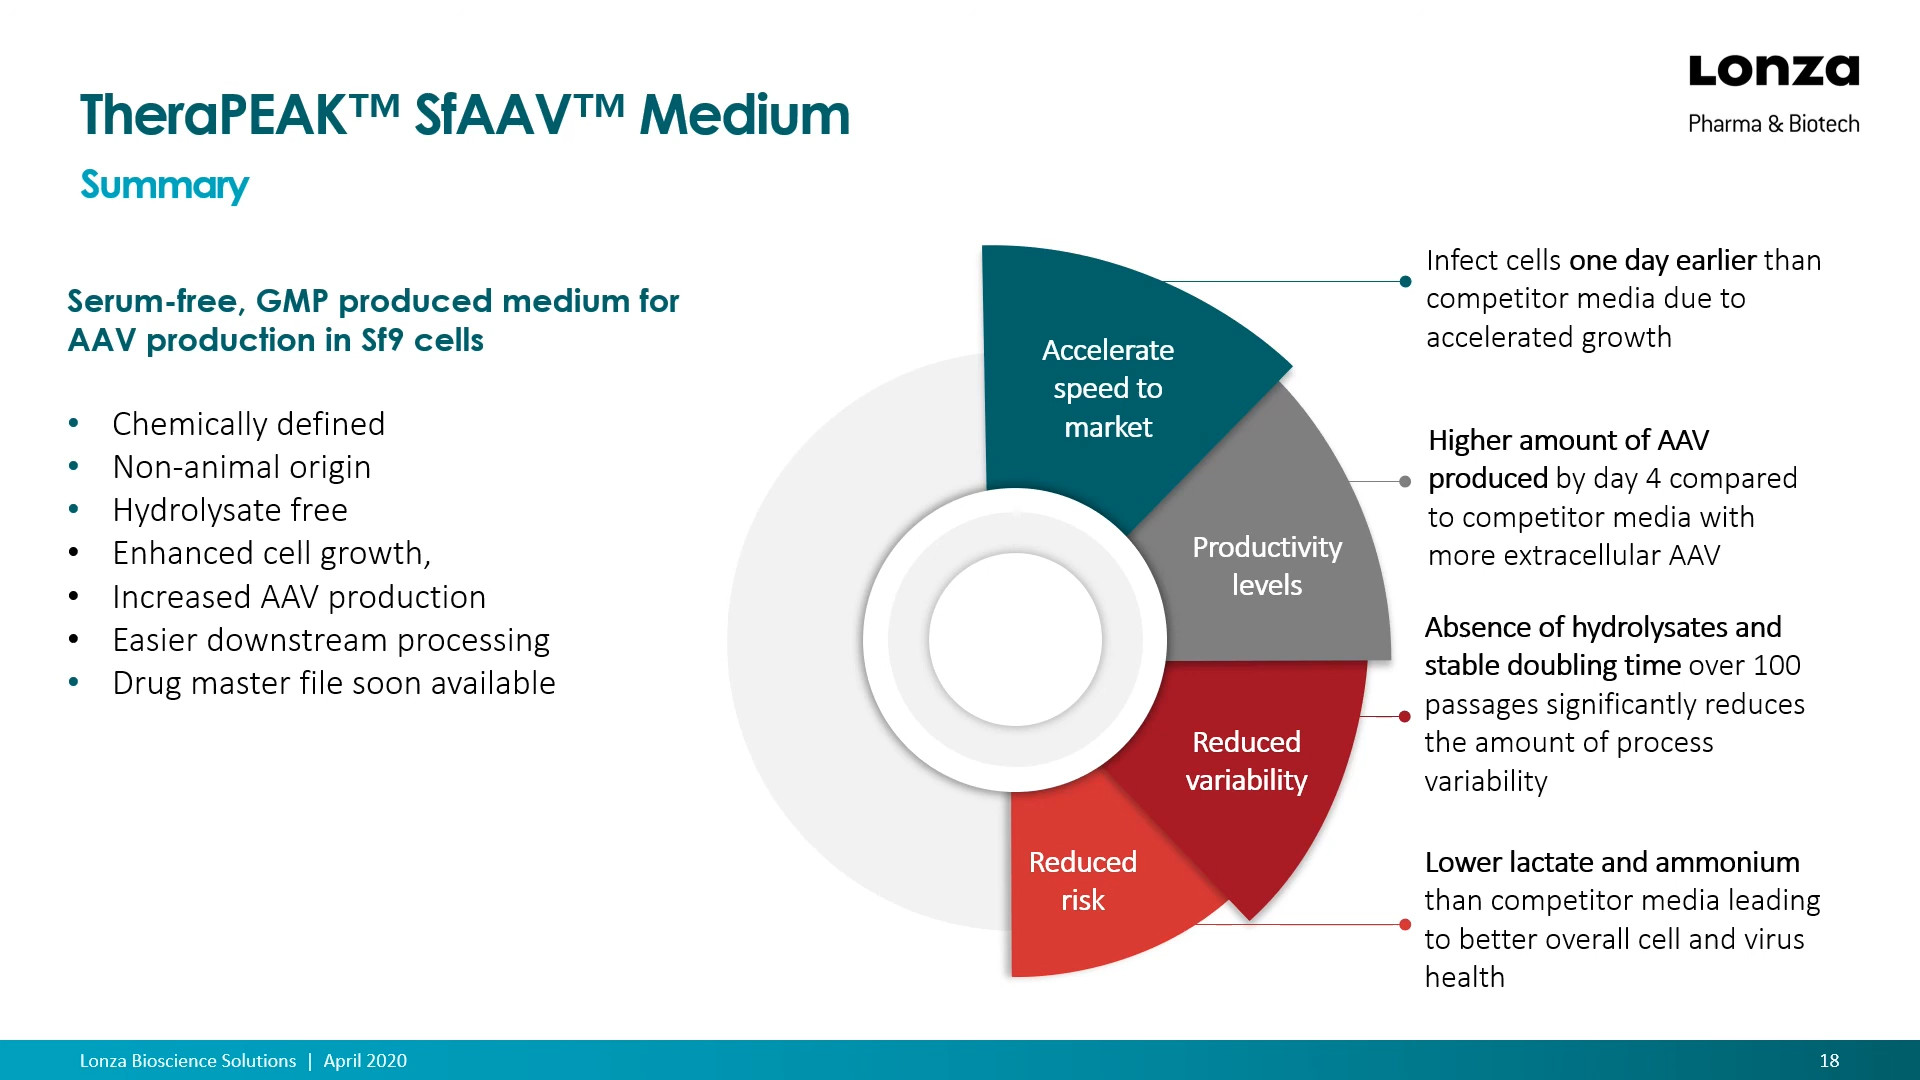 Lonza
Pharma & Biotech
TheraPEAK™ SfAAV™ Medium
Summary
Serum-free, GMP produced medium for
AAV production in Sf9 cells
• Chemically defined
• Non-animal origin
• Hydrolysate free
• Enhanced cell growth,
• Increased AAV production
• Easier downstream processing
• Drug master file soon available
Accelerate
speed to
market
Infect cells one day earlier than
competitor media due to
accelerated growth
Productivity
levels
Higher amount of AAV
produced by day 4 compared
to competitor media with
more extracellular AAV
Reduced
variability
Absence of hydrolysates and
stable doubling time over 100
passages significantly reduces
the amount of process
variability
Reduced
risk
Lower lactate and ammonium
than competitor media leading
to better overall cell and virus
health
Lonza Bioscience Solutions | April 2020
18